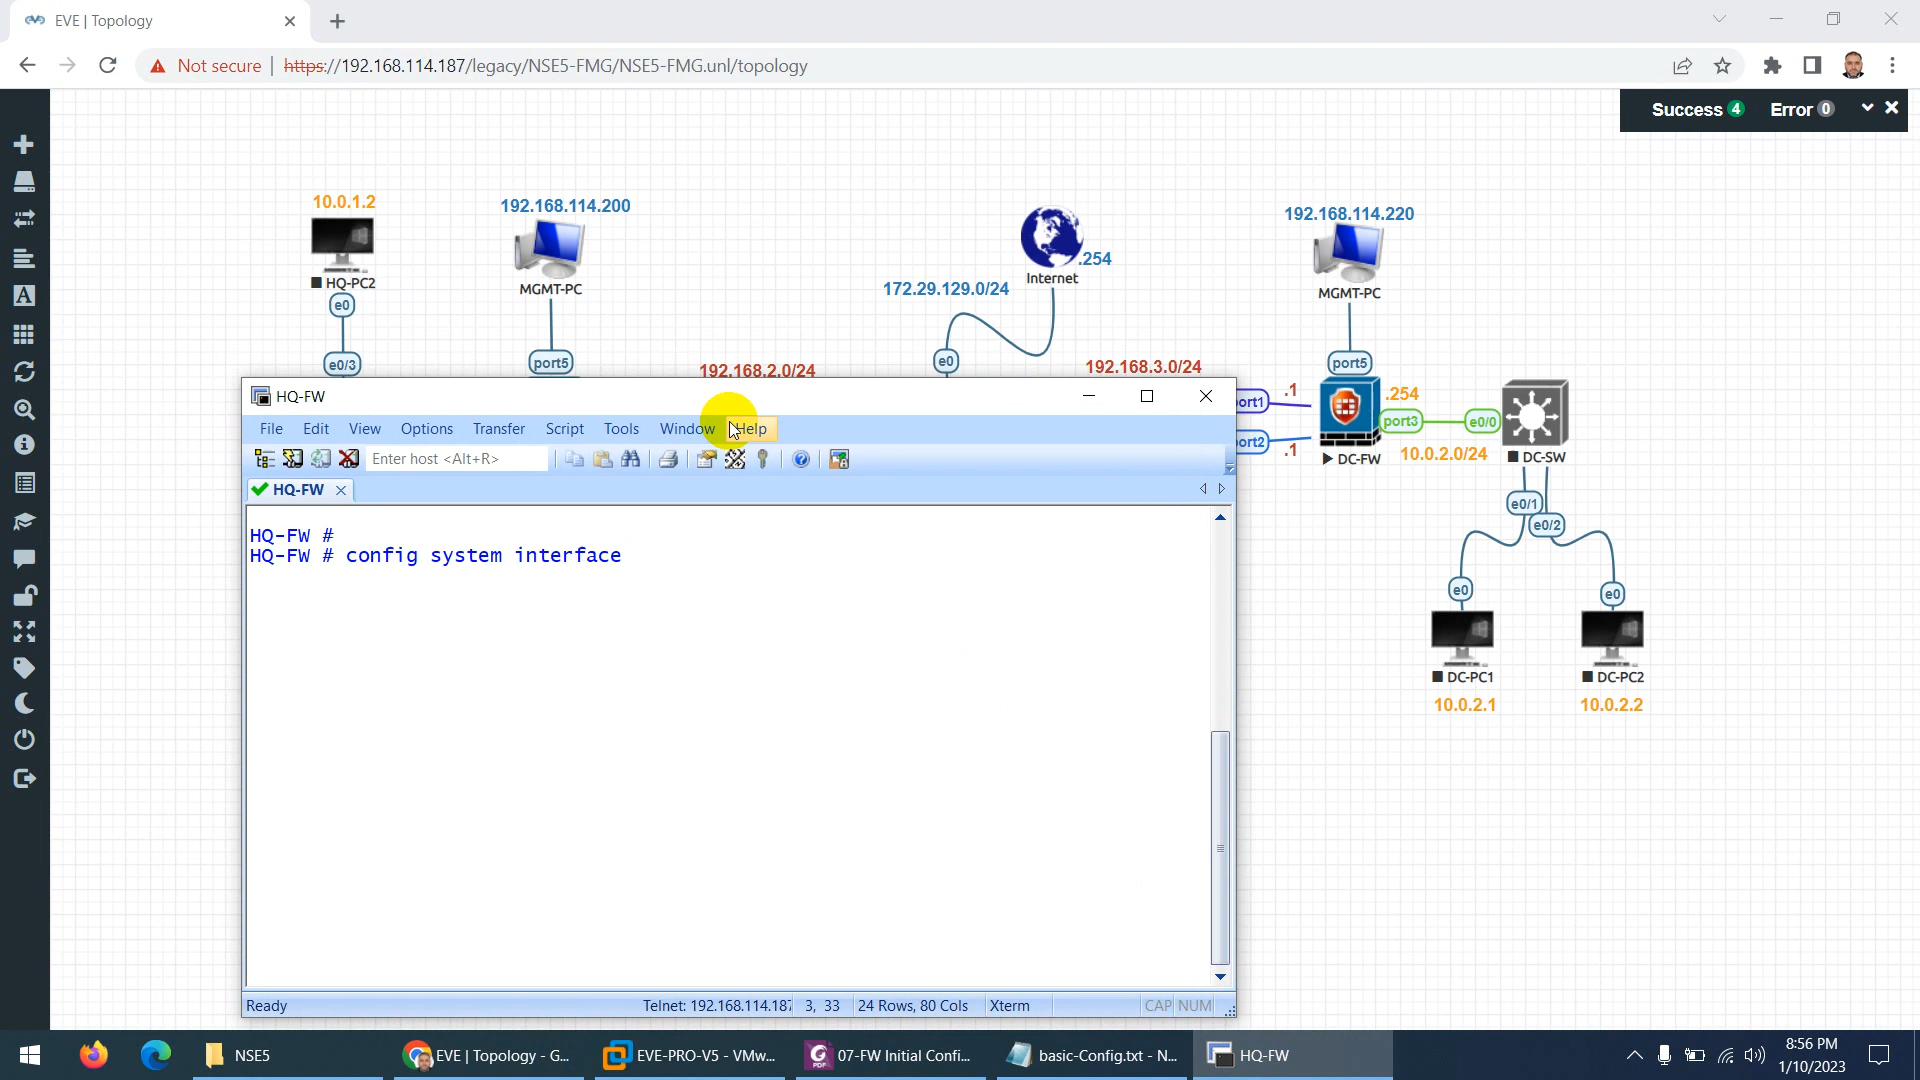 EVE | Topology
Not secure
https://192.168.114.187/legacy/NSE5-FMG/NSE5-FMG.unl/topology
Success 4 Error 0
10.0.1.2
HQ-PC2
e0
e0/3
192.168.114.200
MGMT-PC
port5
192.168.2.0/24
172.29.129.0/24
.254
Internet
e0
192.168.3.0/24
192.168.114.220
MGMT-PC
port5
ort1
.1
.254
port3
e0/0
ort2
.1
DC-FW
10.0.2.0/24
DC-SW
e0/1
e0/2
e0
e0
DC-PC1
DC-PC2
10.0.2.1
10.0.2.2
HQ-FW
File Edit View Options Transfer Script Tools Window Help
Enter host <Alt+R>
HQ-FW
HQ-FW #
HQ-FW # config system interface
Ready
Telnet: 192.168.114.187
3, 33
24 Rows, 80 Cols
Xterm
CAP NUM
NSE5
EVE | Topology - G...
EVE-PRO-V5 - VMw...
07-FW Initial Confi...
basic-Config.txt - N...
HQ-FW
8:56 PM
1/10/2023